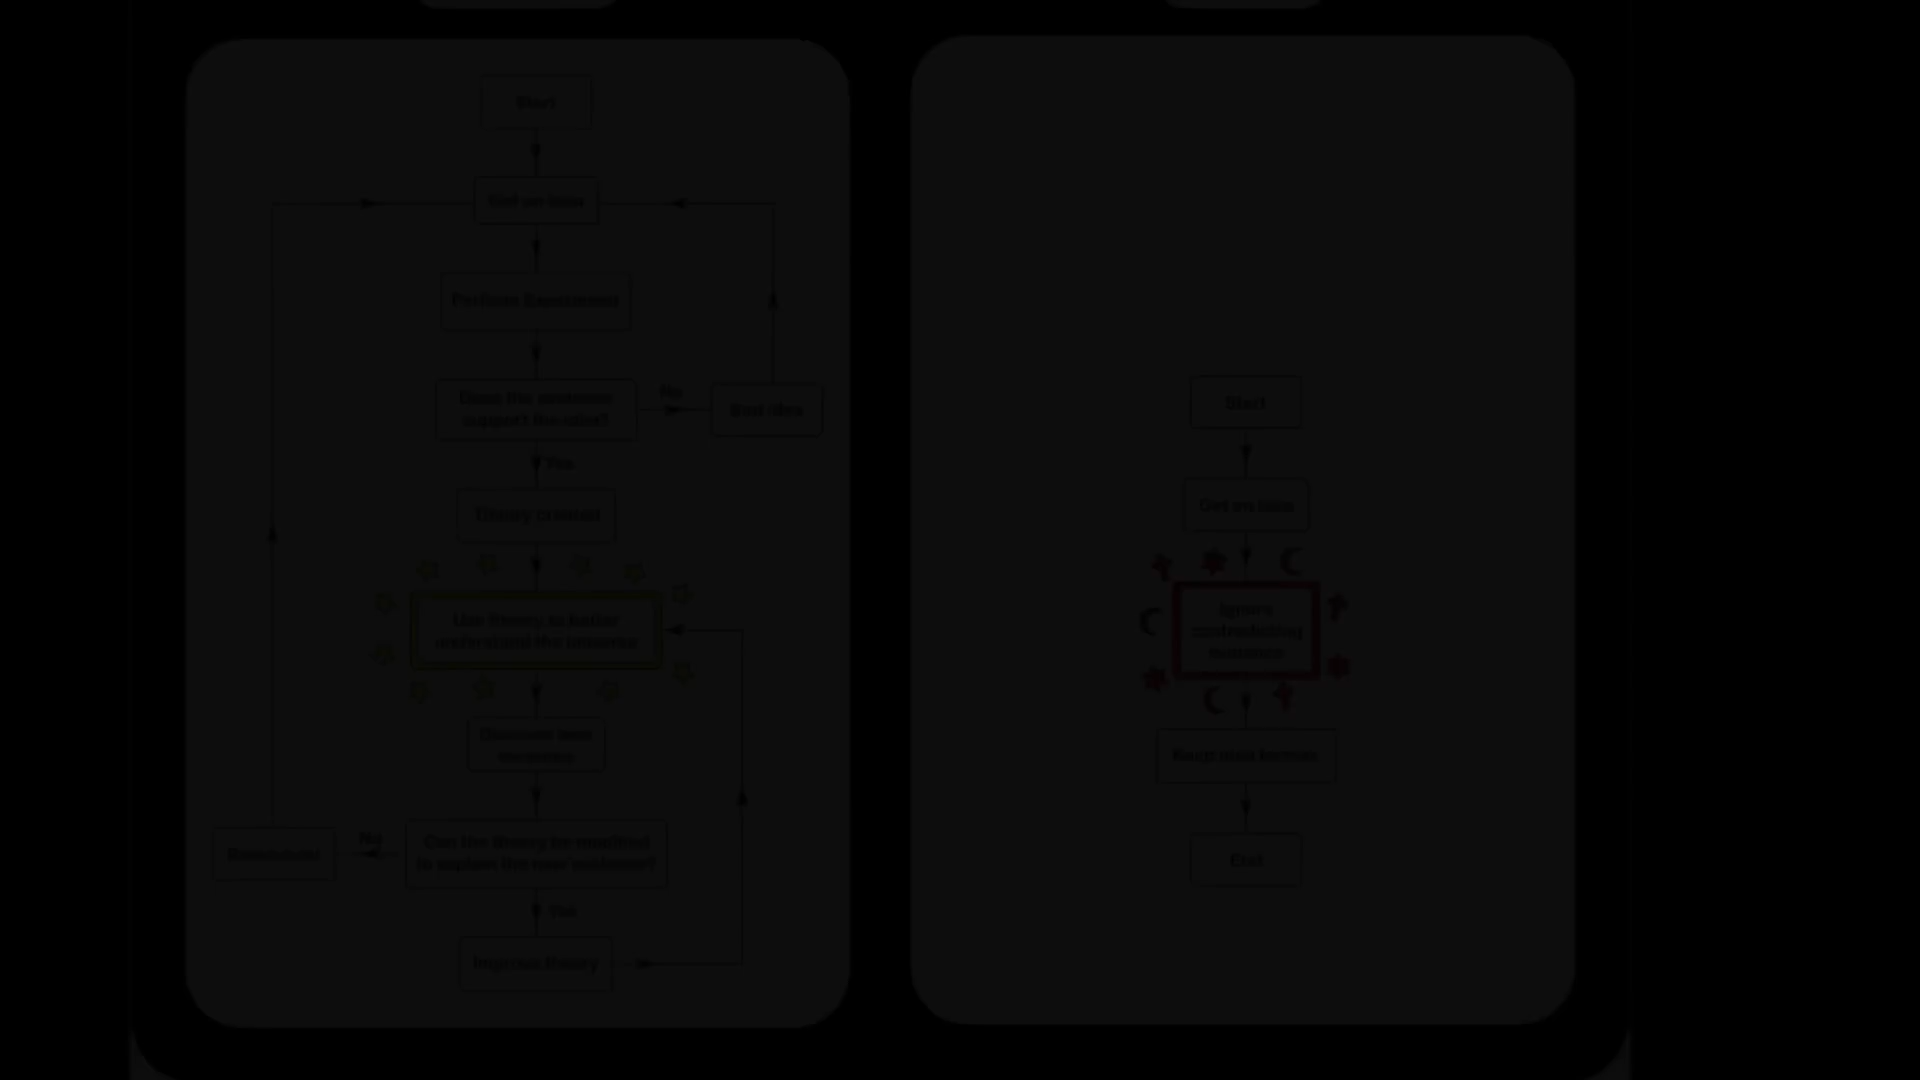 Start
Get an idea
Perform Experiment
Does the evidence
support the idea?
No
Bad idea
Yes
Theory created
Use theory to better
understand the universe
Discover new
evidence
Can the theory be modified
to explain the new evidence?
No
Yes
Improve theory
Start
Get an idea
Ignore
contradicting
evidence
Keep idea forever
End